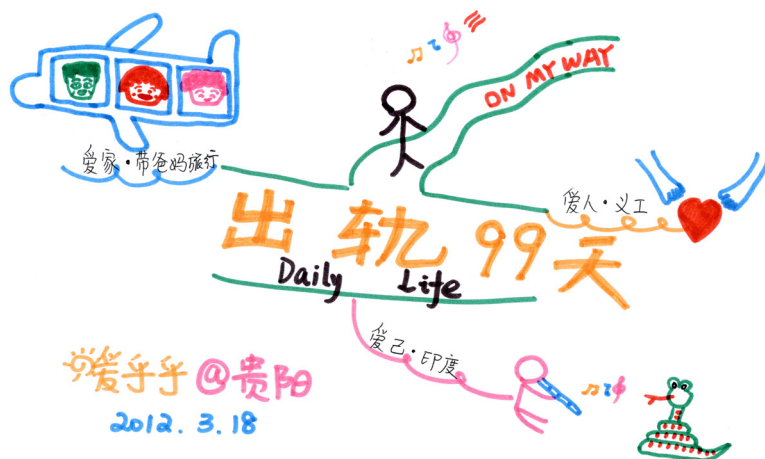 ON MY WAY
爱家·带爸妈旅行
爱人·义工
出轨99天
Daily Life
爱己·印度
爱乎乎@贵阳
2012.3.18